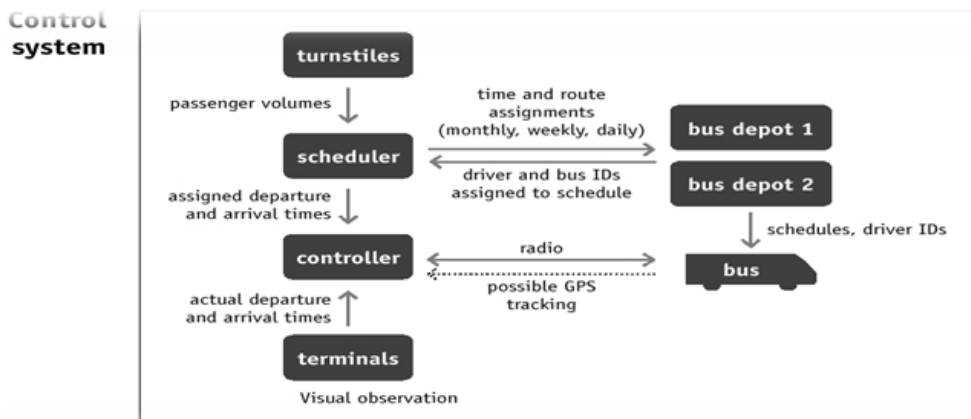 Control
system
turnstiles
passenger volumes
time and route
assignments
(monthly, weekly, daily)
bus depot 1
scheduler
driver and bus IDs
assigned to schedule
bus depot 2
assigned departure
and arrival times
schedules, driver IDs
controller
radio
bus
possible GPS
tracking
actual departure
and arrival times
terminals
Visual observation